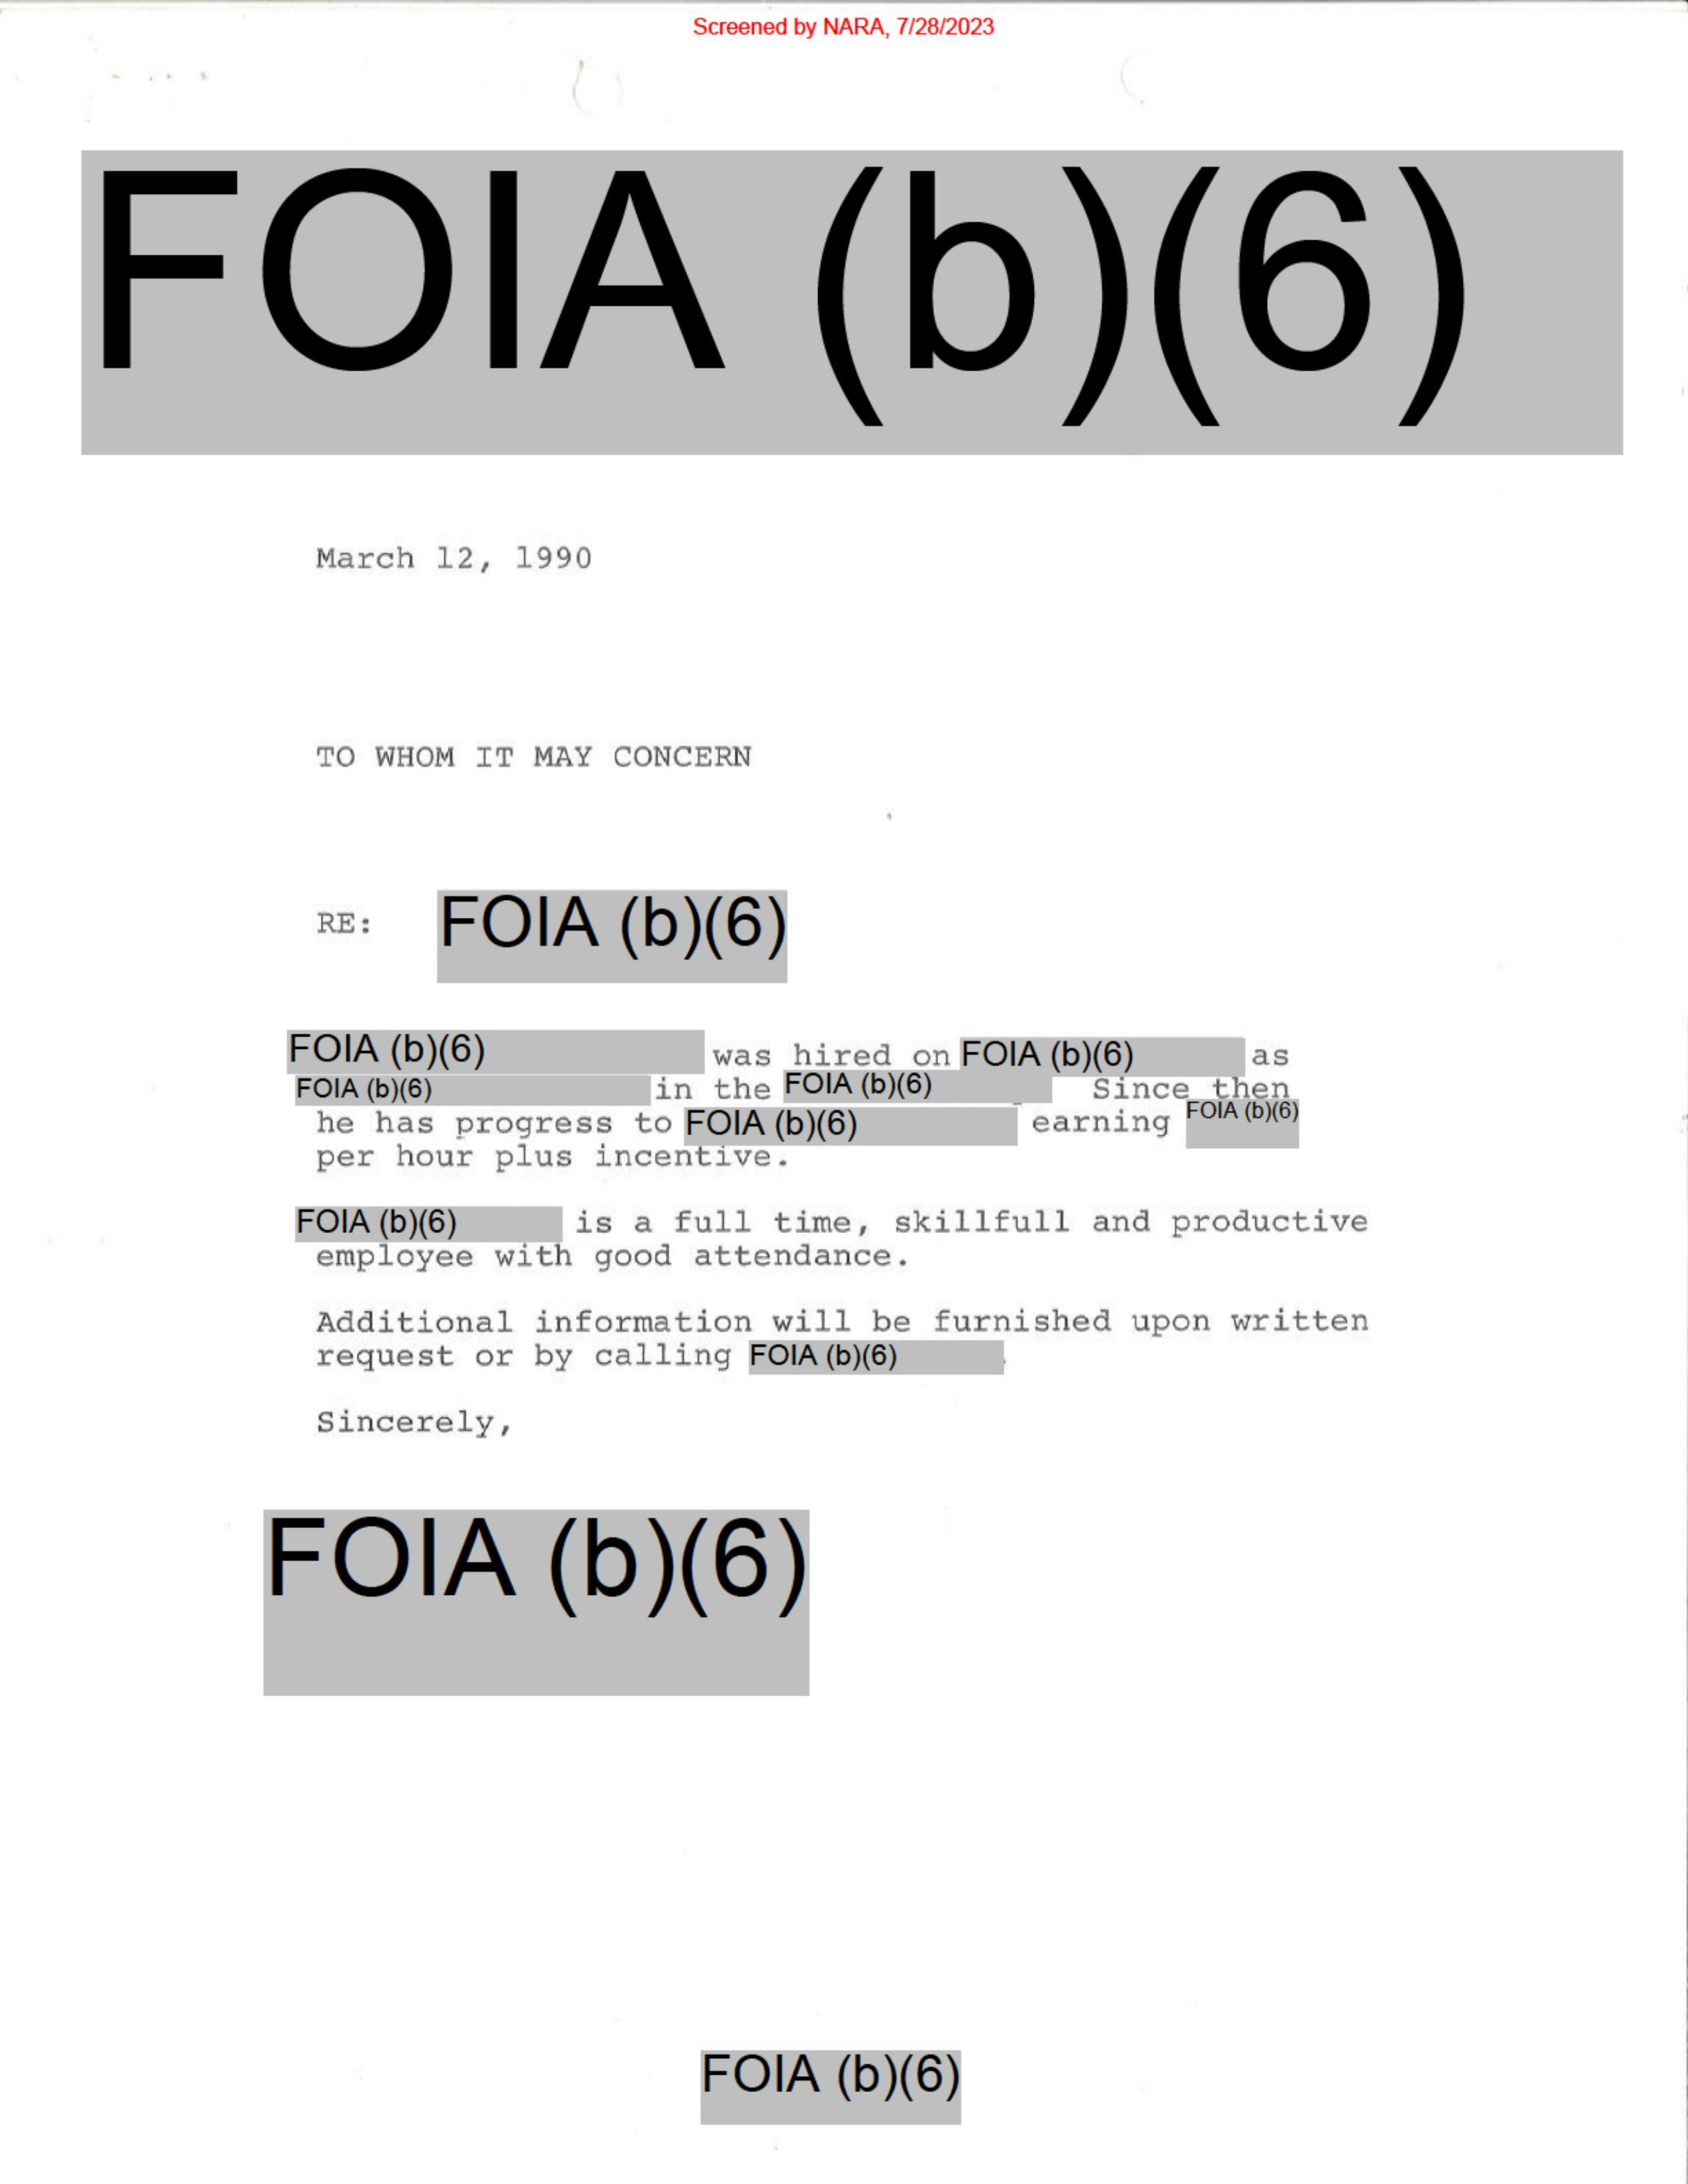 Screened by NARA, 7/28/2023
FOIA (b)(6)
March 12, 1990
TO WHOM IT MAY CONCERN
RE: FOIA (b)(6)
FOIA (b)(6) was hired on FOIA (b)(6) as
FOIA (b)(6) in the FOIA (b)(6) Since then
he has progress to FOIA (b)(6) earning FOIA (b)(6)
per hour plus incentive.
FOIA (b)(6) is a full time, skillfull and productive
employee with good attendance.
Additional information will be furnished upon written
request or by calling FOIA (b)(6)
Sincerely,
FOIA (b)(6)
FOIA (b)(6)